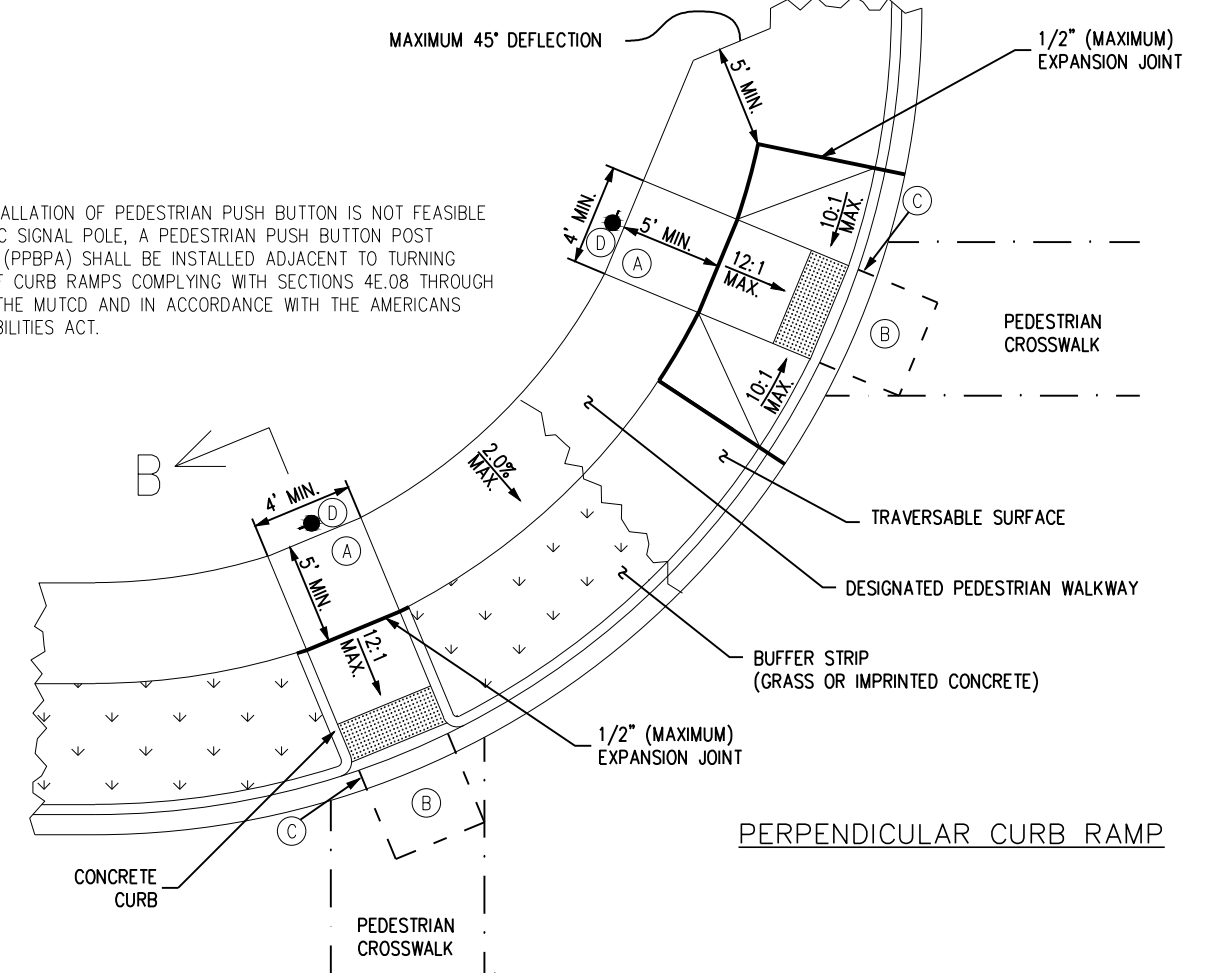 MAXIMUM 45° DEFLECTION
1/2" (MAXIMUM)
EXPANSION JOINT
5' MIN.
ALLATION OF PEDESTRIAN PUSH BUTTON IS NOT FEASIBLE
C SIGNAL POLE, A PEDESTRIAN PUSH BUTTON POST
(PPBPA) SHALL BE INSTALLED ADJACENT TO TURNING
F CURB RAMPS COMPLYING WITH SECTIONS 4E.08 THROUGH
THE MUTCD AND IN ACCORDANCE WITH THE AMERICANS
BILITIES ACT.
4' MIN.
D
5' MIN.
A
12:1
MAX.
10:1
MAX.
C
B
PEDESTRIAN
CROSSWALK
10:1
MAX.
2.0%
MAX.
B
4' MIN.
D
A
5' MIN.
12:1
MAX.
TRAVERSABLE SURFACE
DESIGNATED PEDESTRIAN WALKWAY
BUFFER STRIP
(GRASS OR IMPRINTED CONCRETE)
1/2" (MAXIMUM)
EXPANSION JOINT
B
C
CONCRETE
CURB
PEDESTRIAN
CROSSWALK
PERPENDICULAR CURB RAMP